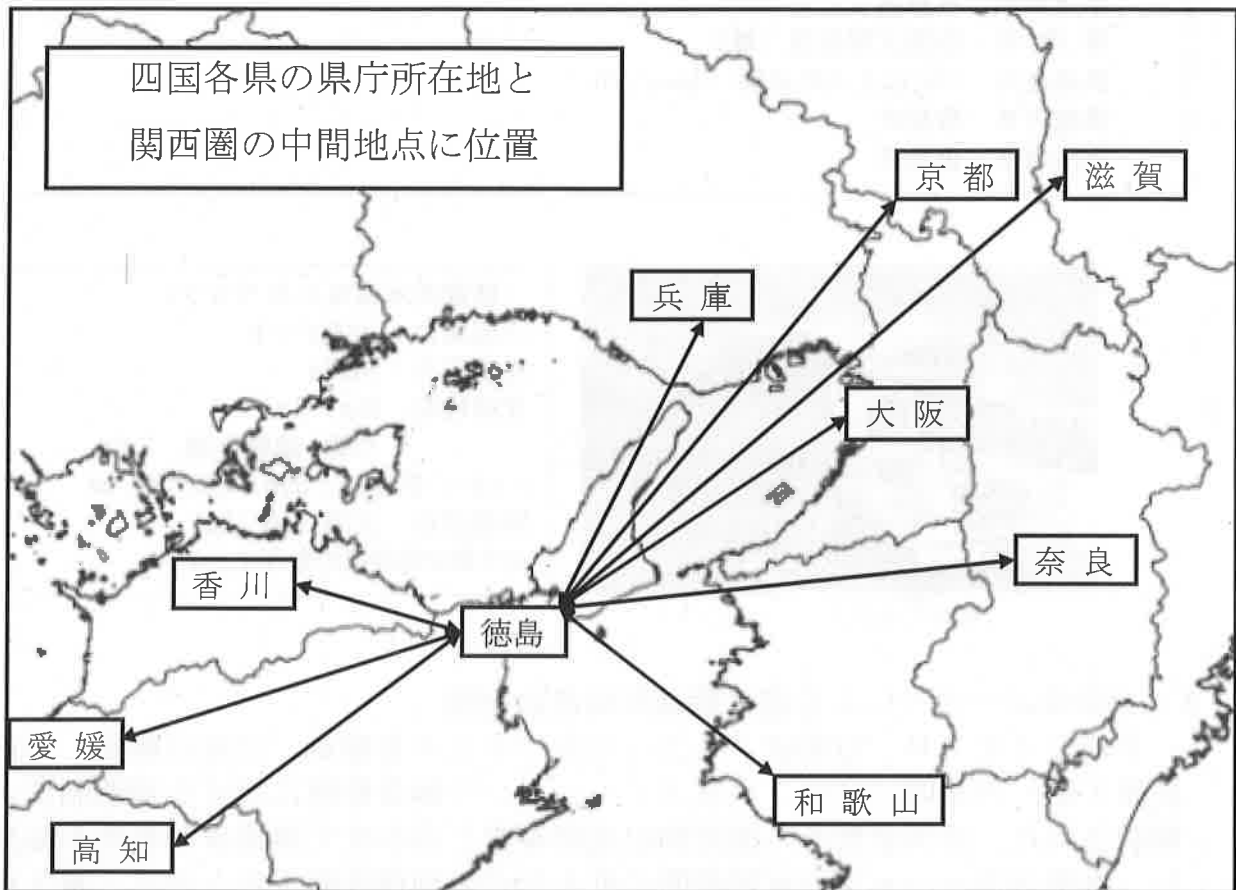 四国各県の県庁所在地と
関西圏の中間地点に位置
京都
滋賀
兵庫
大阪
香川
奈良
徳島
愛媛
和歌山
高知